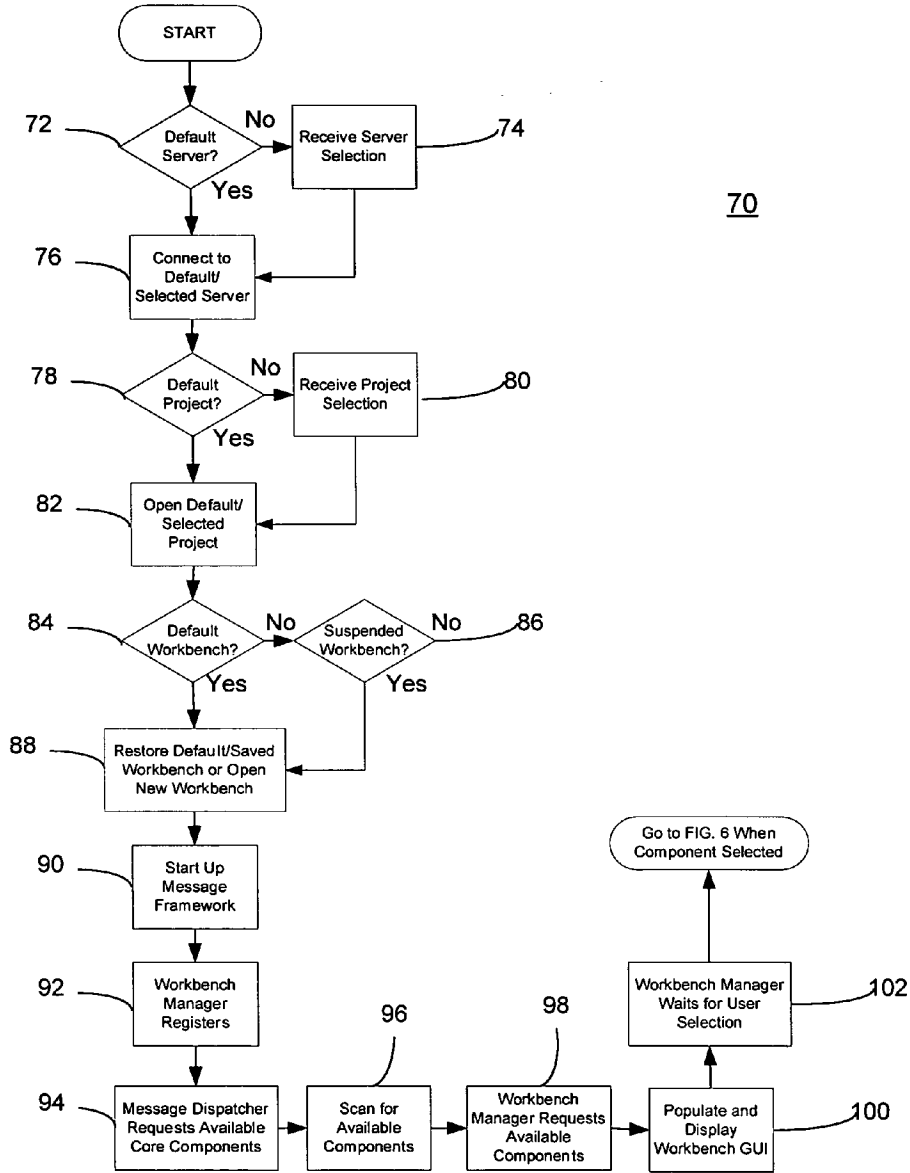 START
72
Default
Server?
No
Receive Server
Selection
74
Yes
70
76
Connect to
Default/
Selected Server
78
Default
Project?
No
Receive Project
Selection
80
Yes
82
Open Default/
Selected
Project
84
Default
Workbench?
No
Suspended
Workbench?
No
86
Yes
Yes
88
Restore Default/Saved
Workbench or Open
New Workbench
90
Start Up
Message
Framework
Go to FIG. 6 When
Component Selected
92
Workbench
Manager
Registers
Workbench Manager
Waits for User
Selection
102
94
Message Dispatcher
Requests Available
Core Components
96
Scan for
Available
Components
98
Workbench
Manager Requests
Available
Components
Populate and
Display
Workbench GUI
100